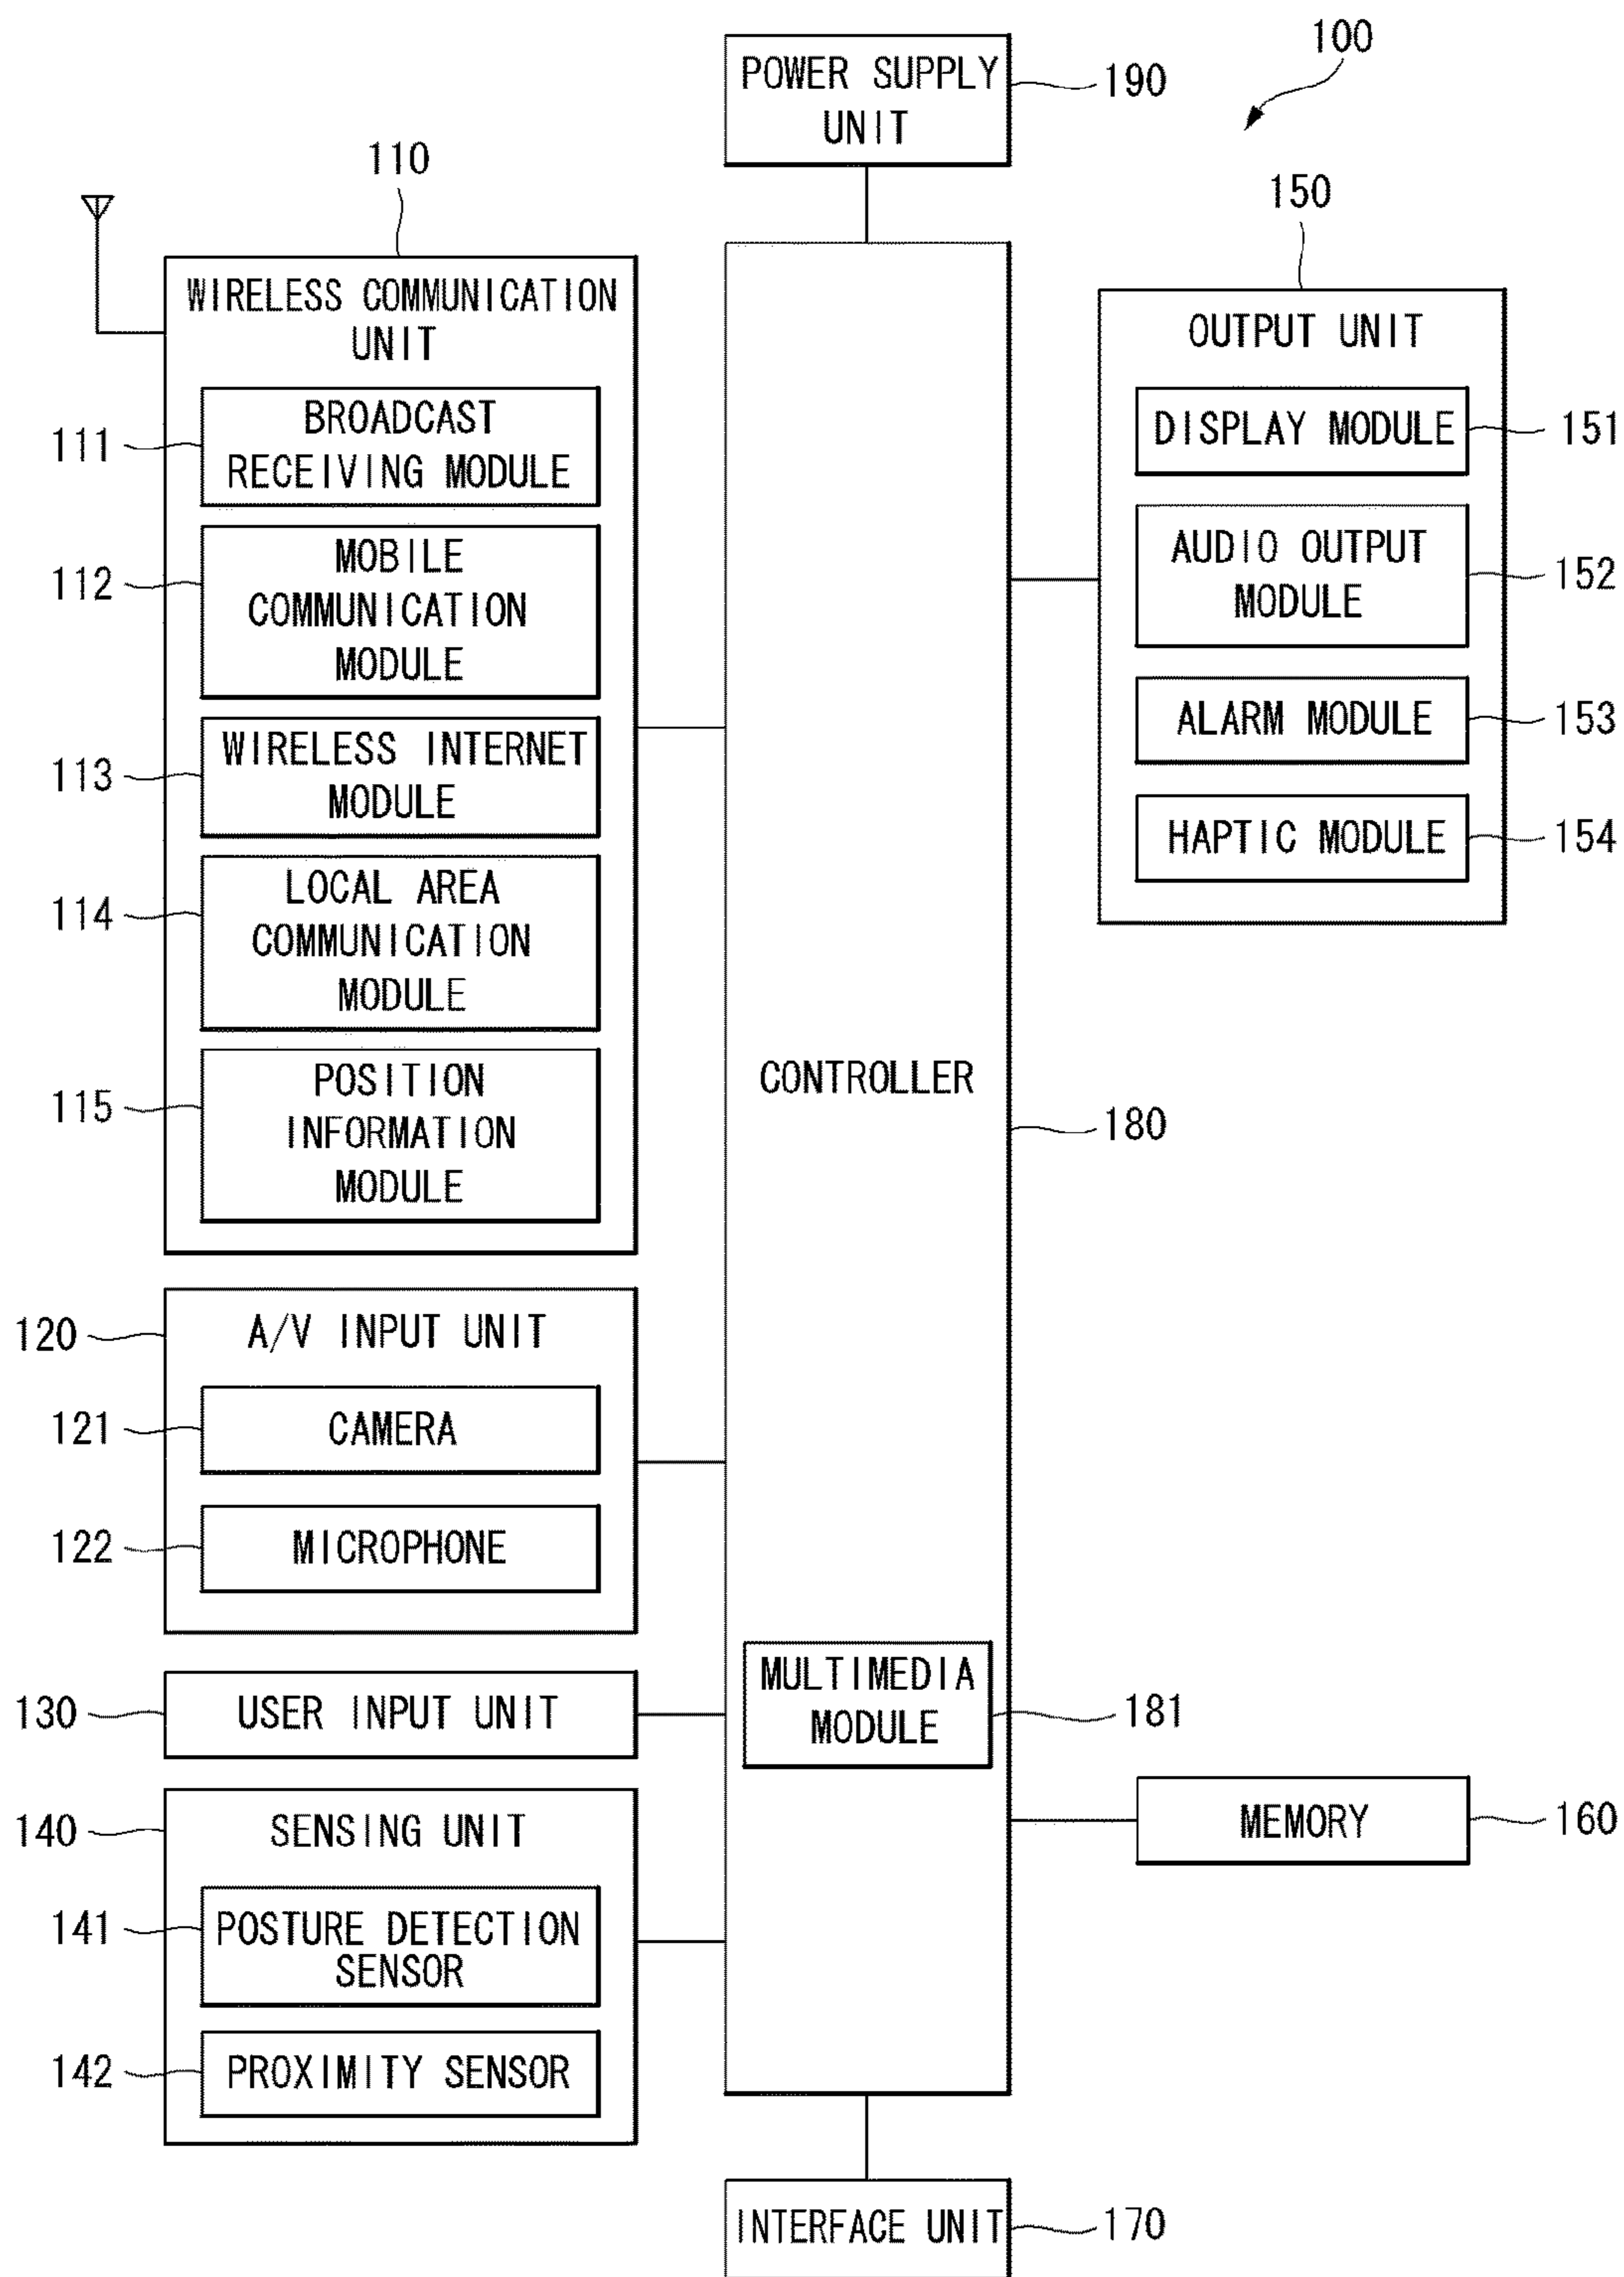 100
POWER SUPPLY
UNIT
190
110
WIRELESS COMMUNICATION
UNIT
111
BROADCAST
RECEIVING MODULE
112
MOBILE
COMMUNICATION
MODULE
113
WIRELESS INTERNET
MODULE
114
LOCAL AREA
COMMUNICATION
MODULE
115
POSITION
INFORMATION
MODULE
120
A/V INPUT UNIT
121
CAMERA
122
MICROPHONE
130
USER INPUT UNIT
140
SENSING UNIT
141
POSTURE DETECTION
SENSOR
142
PROXIMITY SENSOR
CONTROLLER
180
MULTIMEDIA
MODULE
181
150
OUTPUT UNIT
DISPLAY MODULE
151
AUDIO OUTPUT
MODULE
152
ALARM MODULE
153
HAPTIC MODULE
154
MEMORY
160
INTERFACE UNIT
170